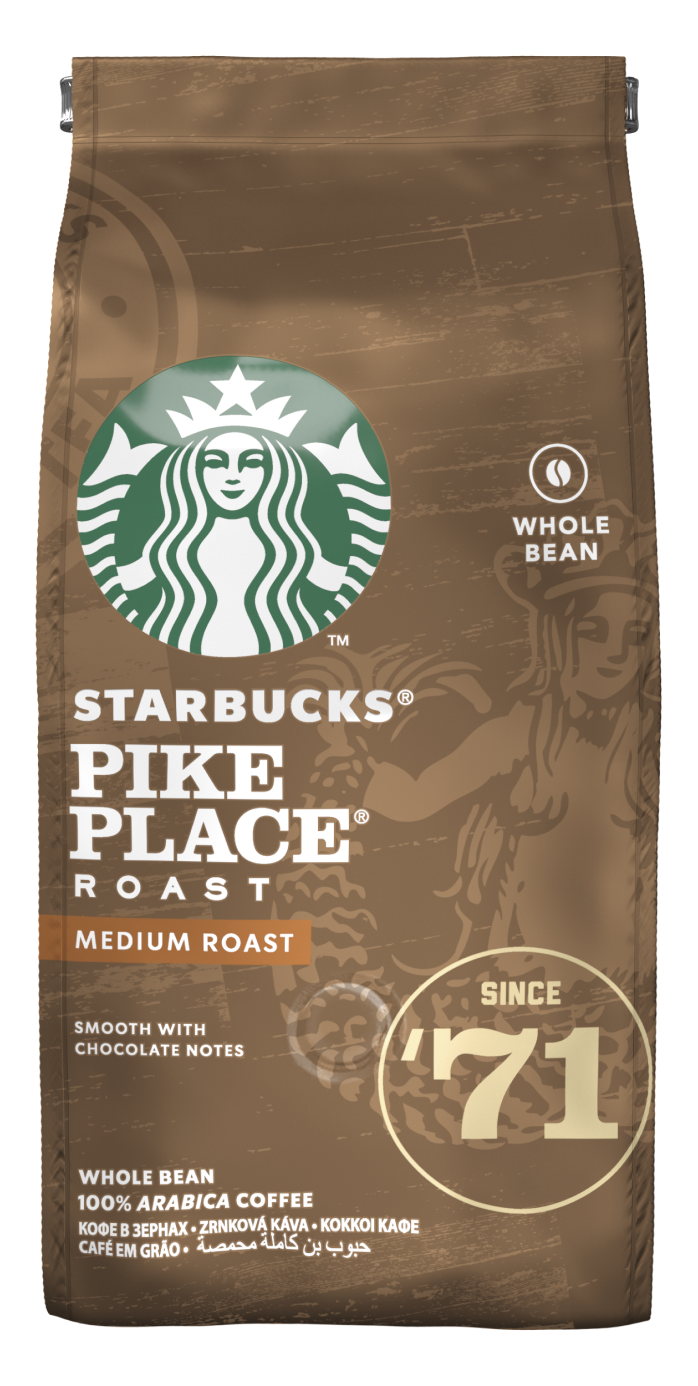 WHOLE
BEAN
TM
STARBUCKS®
PIKE
PLACE®
ROAST
MEDIUM ROAST
SMOOTH WITH
CHOCOLATE NOTES
SINCE
'71
WHOLE BEAN
100% ARABICA COFFEE
КОФЕ В ЗЕРНАХ • ZRNKOVÁ KÁVA • ΚΟΚΚΟΙ ΚΑΦΕ
CAFÉ EM GRÃO • حبوب بن كاملة محمصة